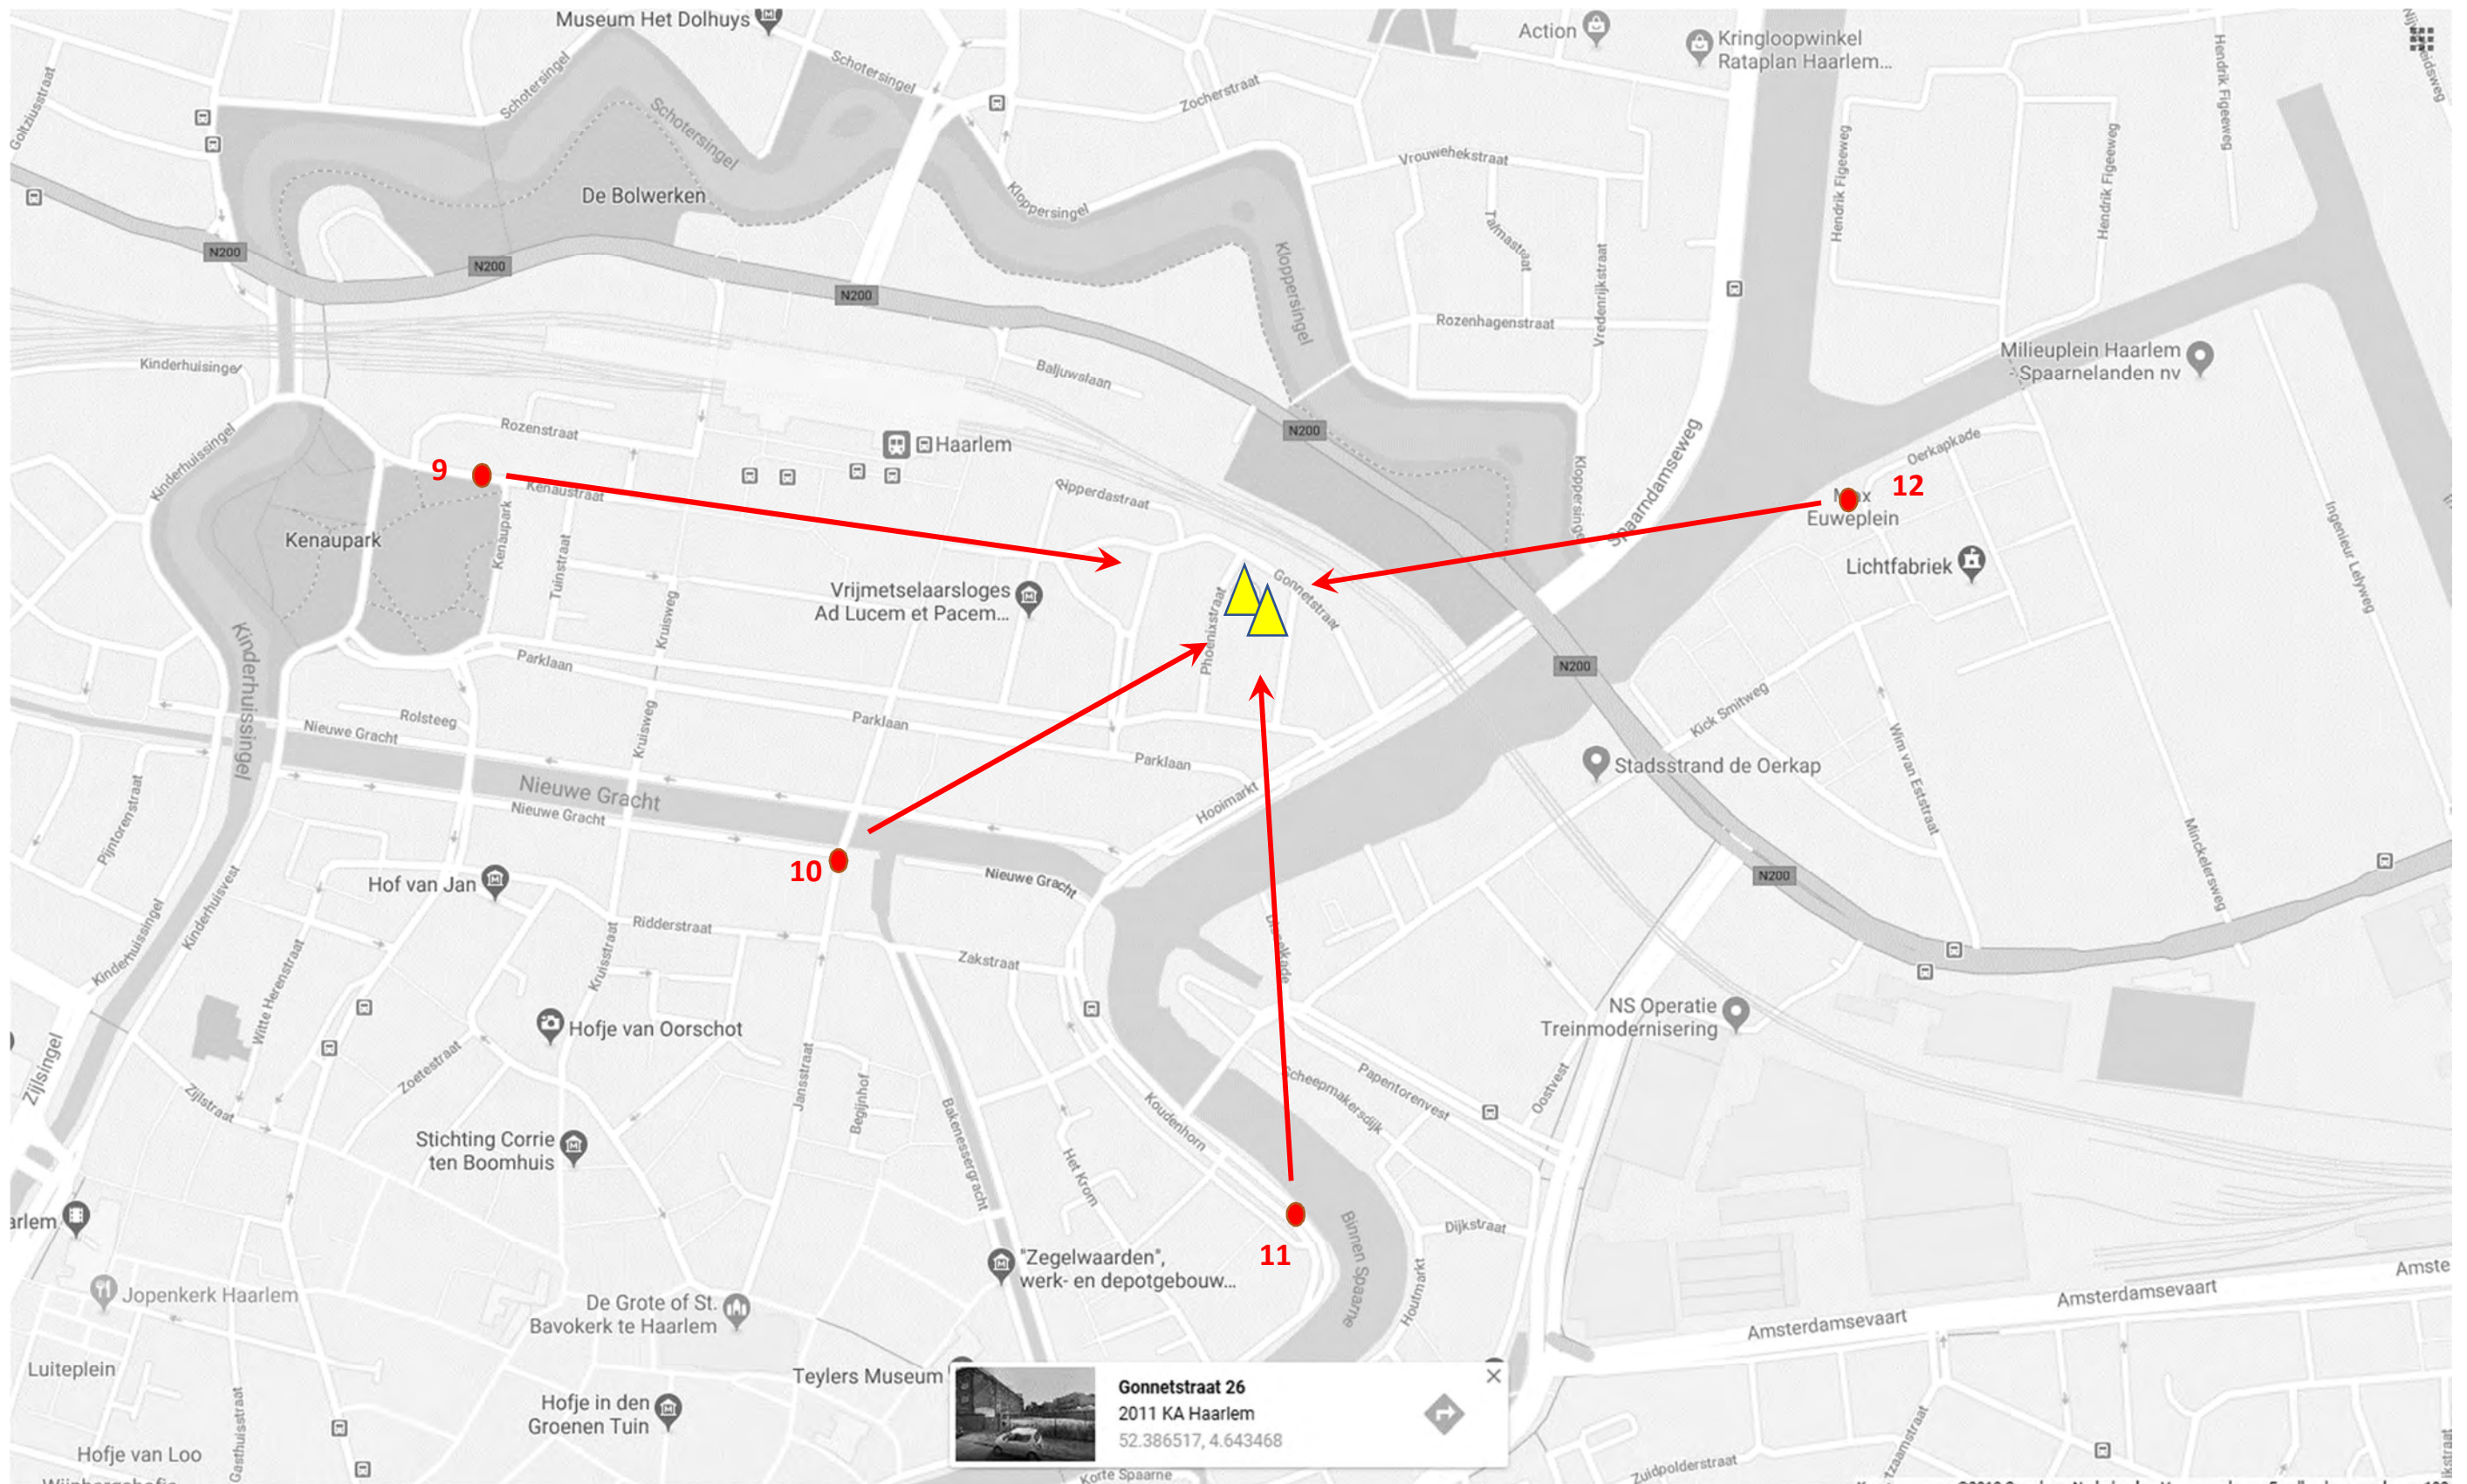 Museum Het Dolhuys
Action
Kringloopwinkel
Rataplan Haarlem...
Schotersingel
Schotersingel
Schotersingel
Goltziusstraat
Zocherstraat
Hendrik Figeeweg
Hendrik Figeeweg
Hendrik Figeeweg
Vrouwehekstraat
De Bolwerken
Kloppersingel
Kloppersingel
Talmastraat
Vredenrijkstraat
N200
N200
N200
Rozenhagenstraat
Kinderhuisinge
Baljuwslaan
Milieuplein Haarlem
- Spaarnelanden nv
Rozenstraat
Haarlem
N200
Kinderhuissingel
9
Kenaustraat
Ripperdastraat
Kloppersingel
Spaarndamseweg
Oerkapkade
12
Euweplein
Ingenieur Lelyweg
Kenaupark
Kenaupark
Tuinstraat
Kruisweg
Vrijmetselaarsloges
Ad Lucem et Pacem...
Phoenixstraat
Gonnetstraat
Lichtfabriek
Kinderhuissingel
Parklaan
N200
Rolsteeg
Nieuwe Gracht
Kruisweg
Parklaan
Parklaan
Kick Smitweg
Wim van Eststraat
Stadsstrand de Oerkap
Nieuwe Gracht
Nieuwe Gracht
Hooimarkt
Pijntorenstraat
10
Nieuwe Gracht
N200
Minckelersweg
Hof van Jan
Kinderhuisvest
Kinderhuissingel
Ridderstraat
Kruisstraat
Witte Herenstraat
Zakstraat
Hofje van Oorschot
NS Operatie
Treinmodernisering
Zijlsingel
Zoetestraat
Zijlstraat
Jansstraat
Begijnhof
Bakenessergracht
Koudenhorn
Scheepmakersdijk
Papentorenvest
Oostvest
Stichting Corrie
ten Boomhuis
Het Krom
arlem
11
Binnen Spaarne
Dijkstraat
Houtmarkt
"Zegelwaarden",
werk- en depotgebouw...
Jopenkerk Haarlem
De Grote of St.
Bavokerk te Haarlem
Amste
Amsterdamsevaart
Amsterdamsevaart
Luiteplein
Teylers Museum
Gonnetstraat 26
2011 KA Haarlem
52.386517, 4.643468
Hofje in den
Groenen Tuin
Gasthuisstraat
Hofje van Loo
Korte Spaarne
Zuidpolderstraat